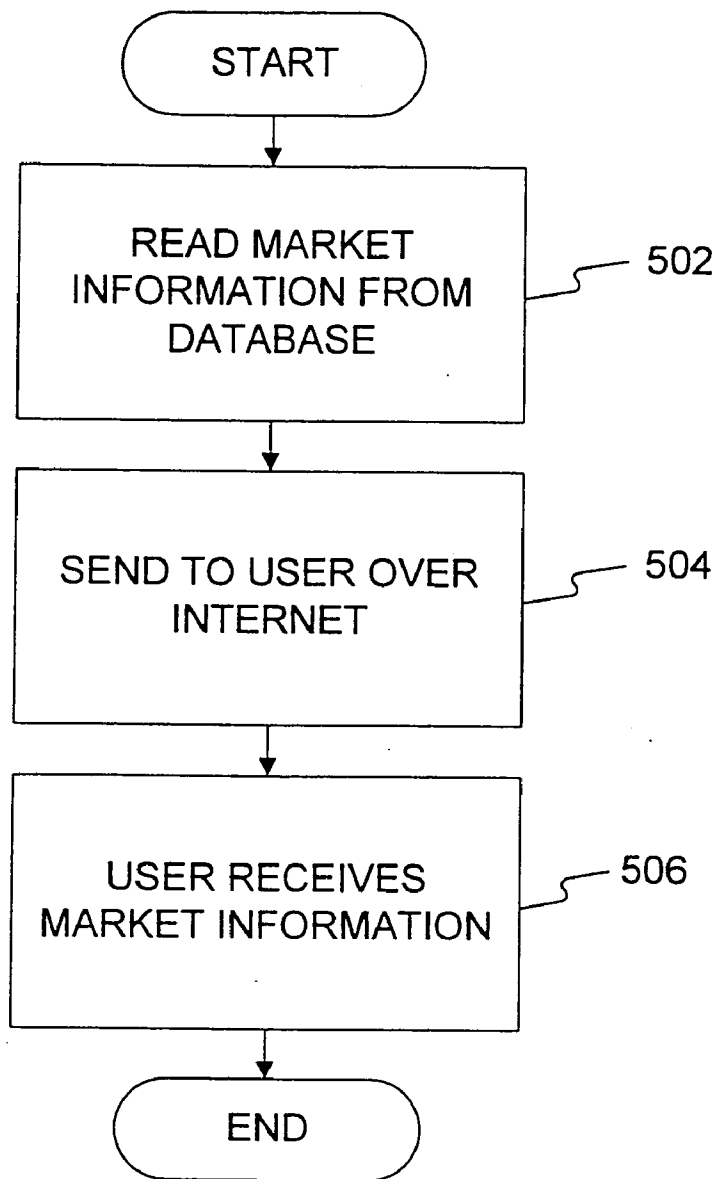 START
READ MARKET
INFORMATION FROM
DATABASE
502
SEND TO USER OVER
INTERNET
504
USER RECEIVES
MARKET INFORMATION
506
END